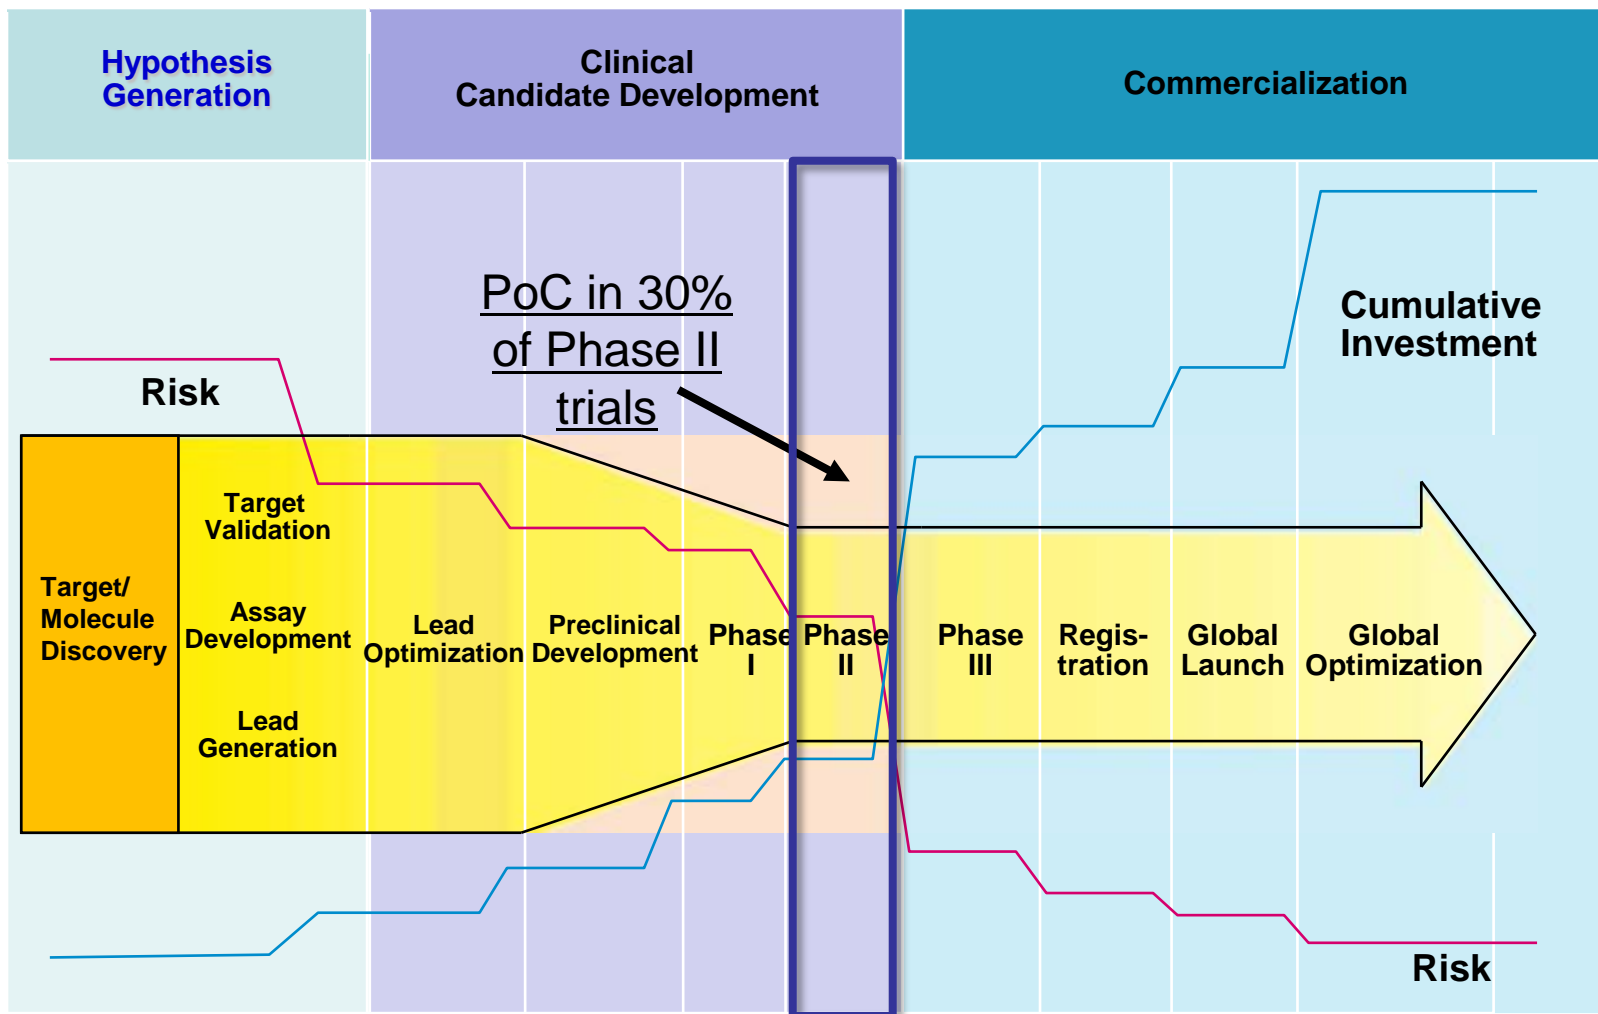 Hypothesis
Generation
Clinical
Candidate Development
Commercialization
PoC in 30%
of Phase II
trials
Cumulative
Investment
Risk
Target/
Molecule
Discovery
Target
Validation
Assay
Development
Lead
Generation
Lead
Optimization
Preclinical
Development
Phase
I
Phase
II
Phase
III
Regis-
tration
Global
Launch
Global
Optimization
Risk